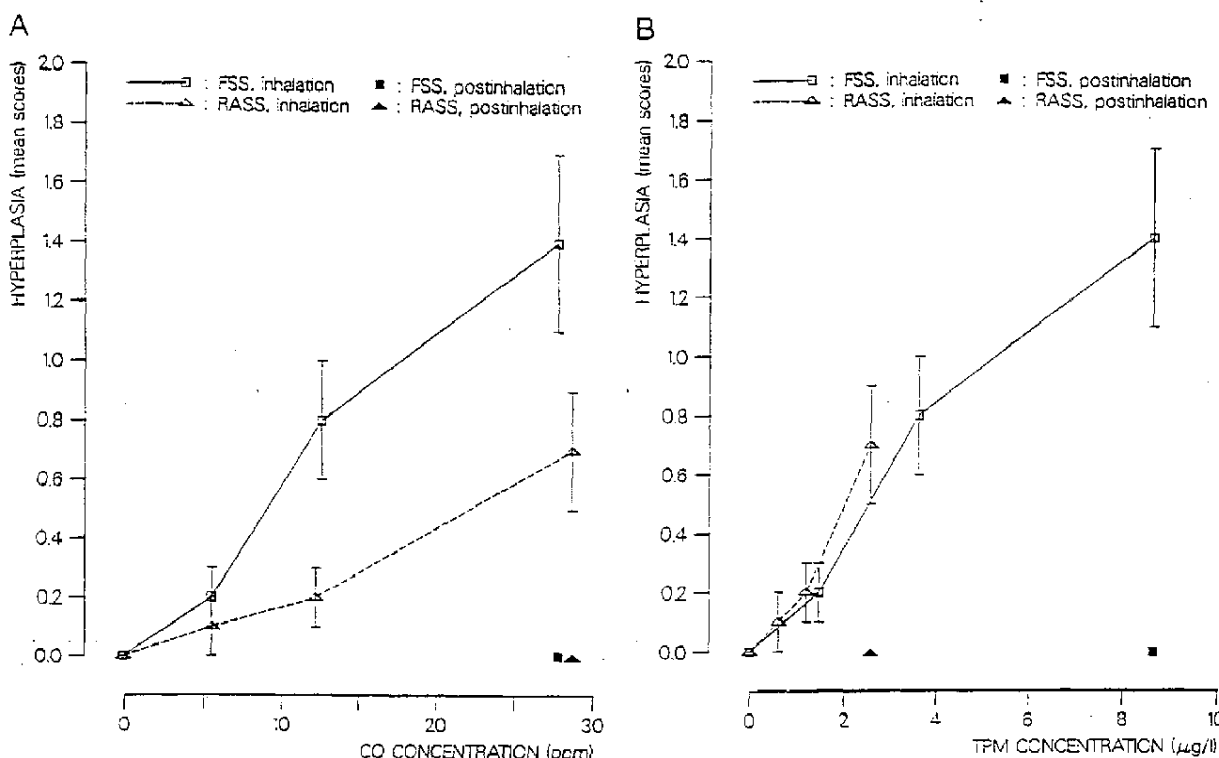 A
2.0
1.8
1.6
1.4
1.2
1.0
0.8
0.6
0.4
0.2
0.0
HYPERPLASIA (mean scores)
: FSS, inhalation
: RASS, inhalation
: FSS, postinhalation
: RASS, postinhalation
0 10 20 30
CO CONCENTRATION (ppm)
B
2.0
1.8
1.6
1.4
1.2
1.0
0.8
0.6
0.4
0.2
0.0
HYPERPLASIA (mean scores)
: FSS, inhalation
: RASS, inhalation
: FSS, postinhalation
: RASS, postinhalation
0 2 4 6 8 10
TPM CONCENTRATION (µg/l)